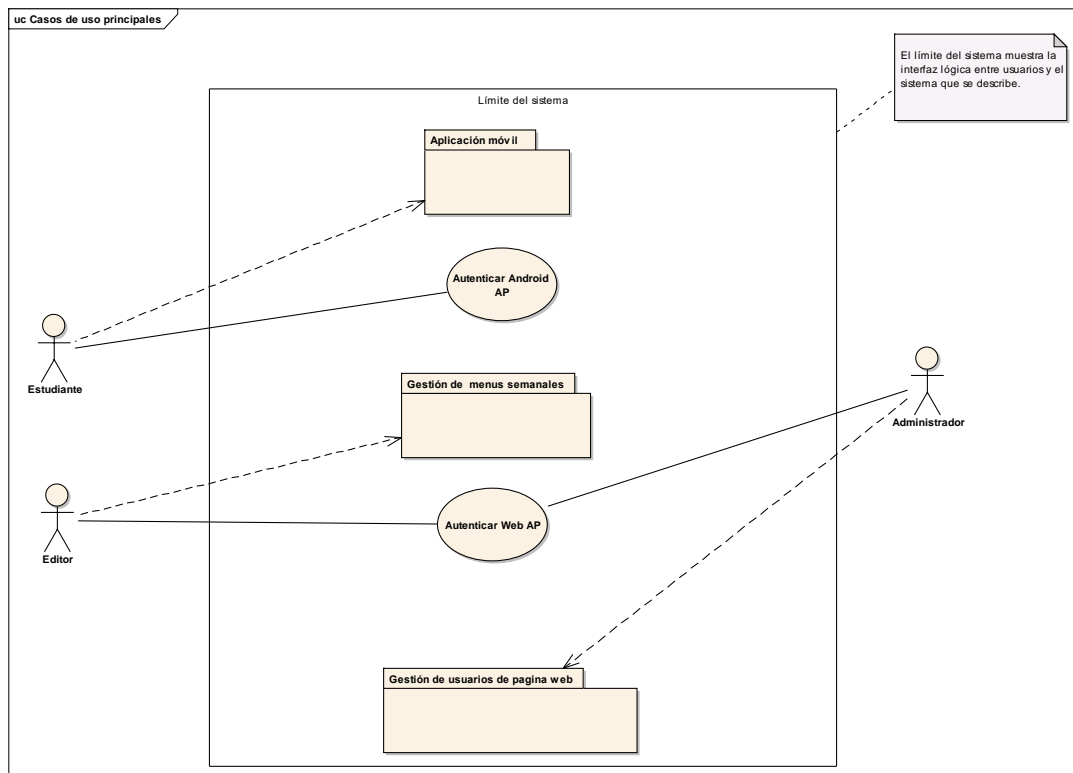 uc Casos de uso principales
El límite del sistema muestra la
interfaz lógica entre usuarios y el
sistema que se describe.
Límite del sistema
Aplicación móvil
Autenticar Android
AP
Estudiante
Gestión de menus semanales
Administrador
Editor
Autenticar Web AP
Gestión de usuarios de pagina web